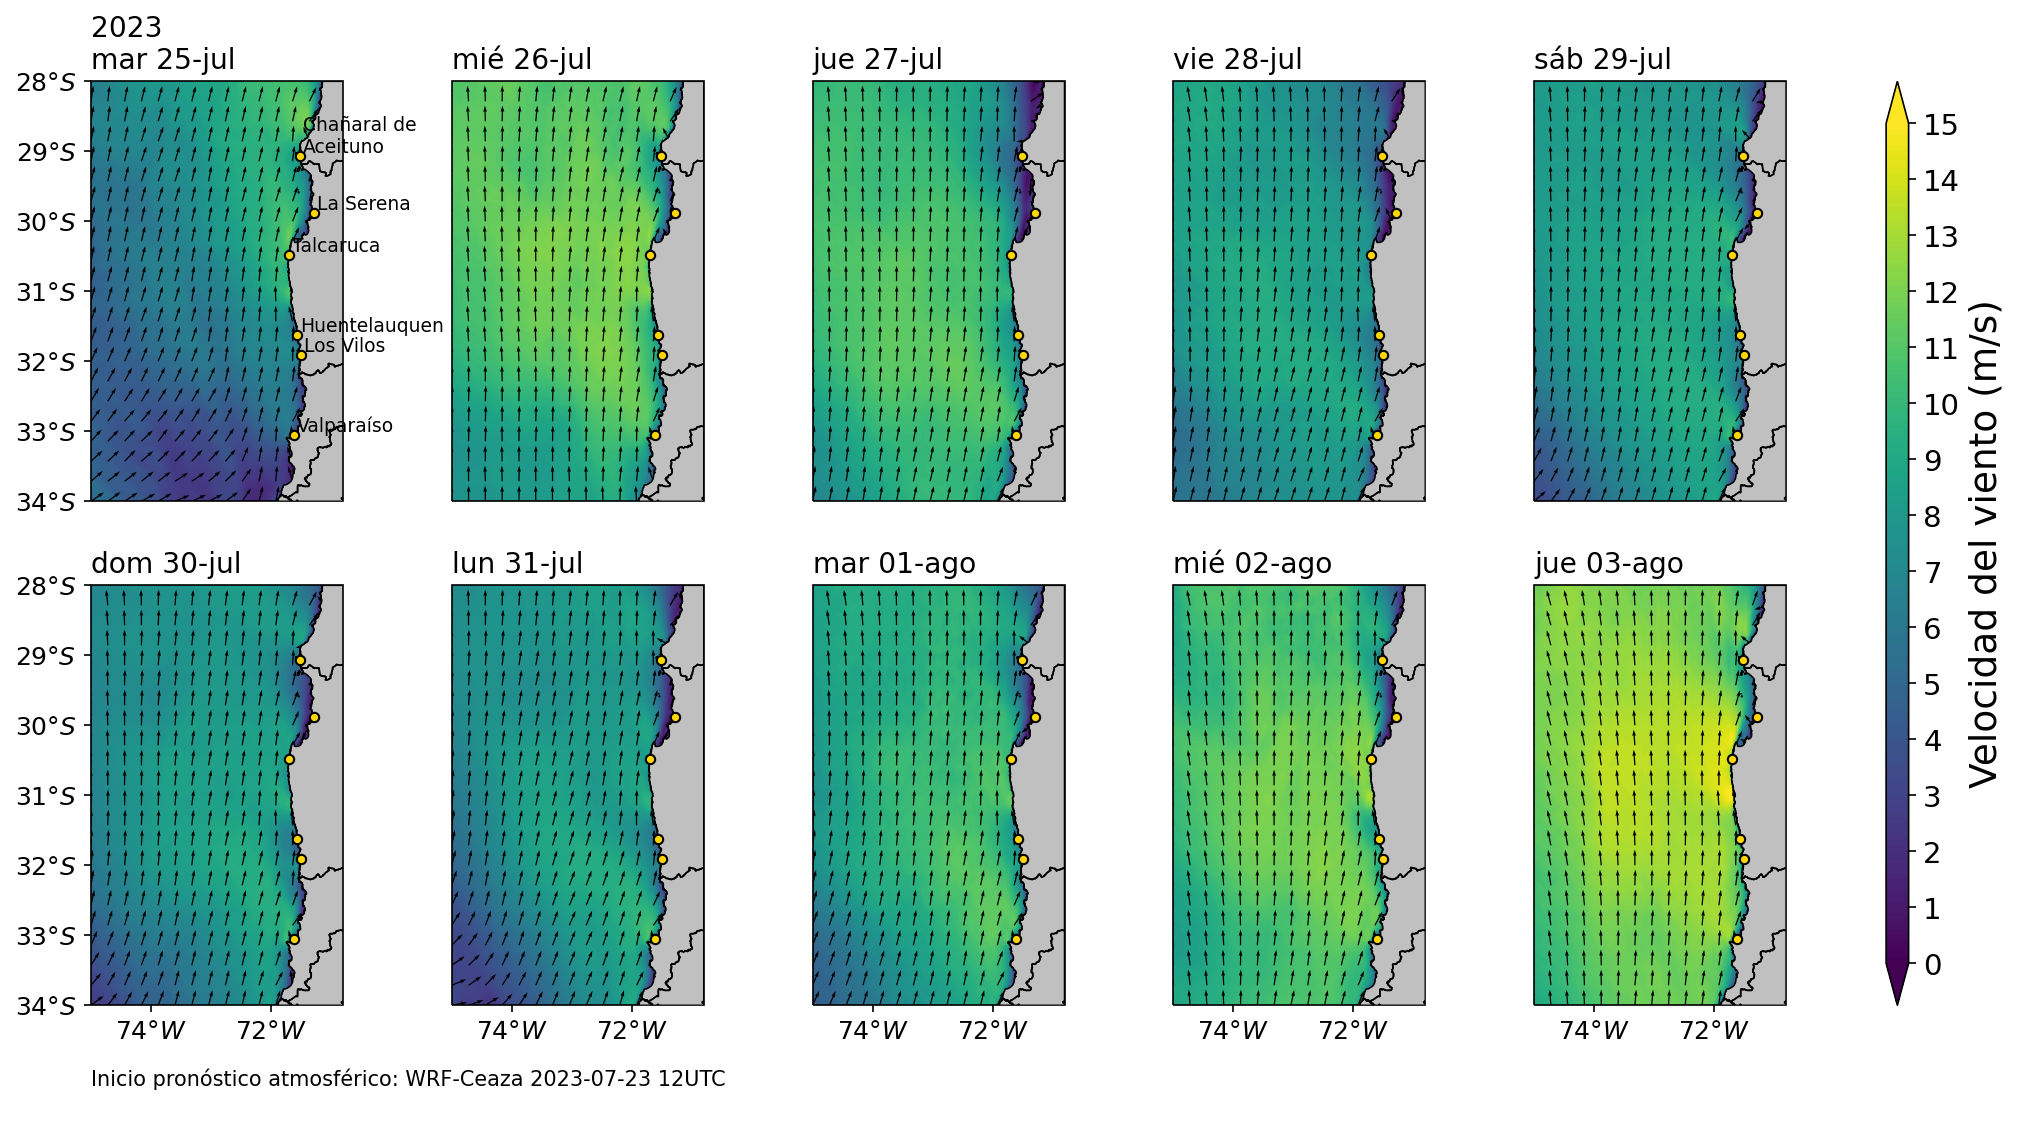 2023
mar 25-jul
mié 26-jul
jue 27-jul
vie 28-jul
sáb 29-jul
28°S
29°S
30°S
31°S
32°S
33°S
34°S
Chañaral de
Aceituno
La Serena
Talcaruca
Huentelauquen
Los Vilos
Valparaíso
dom 30-jul
lun 31-jul
mar 01-ago
mié 02-ago
jue 03-ago
28°S
29°S
30°S
31°S
32°S
33°S
34°S
74°W
72°W
74°W
72°W
74°W
72°W
74°W
72°W
74°W
72°W
15
14
13
12
11
10
9
8
7
6
5
4
3
2
1
0
Velocidad del viento (m/s)
Inicio pronóstico atmosférico: WRF-Ceaza 2023-07-23 12UTC